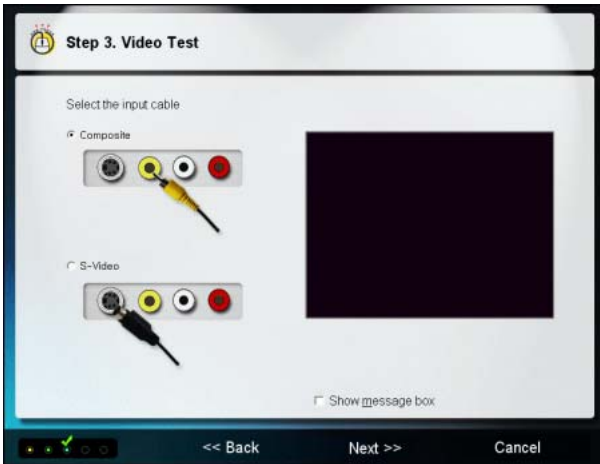 Step 3. Video Test
Select the input cable
Composite
S-Video
Show message box
<< Back
Next >>
Cancel